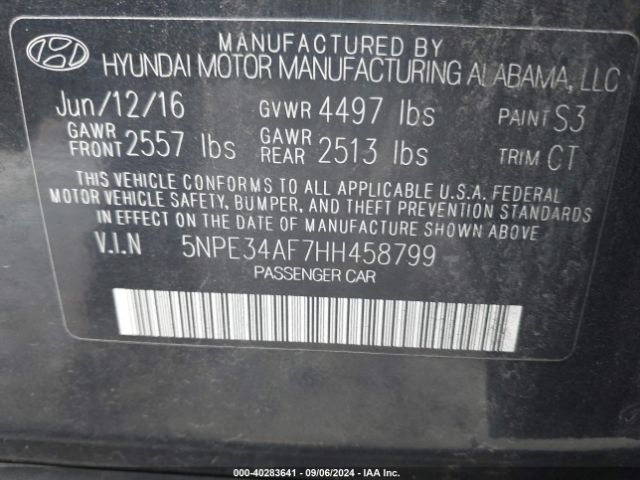 MANUFACTURED BY
HYUNDAI MOTOR MANUFACTURING ALABAMA, LLC
Jun/12/16 GVWR 4497 lbs PAINT S3
GAWR FRONT 2557 lbs GAWR REAR 2513 lbs TRIM CT
THIS VEHICLE CONFORMS TO ALL APPLICABLE U.S.A. FEDERAL
MOTOR VEHICLE SAFETY, BUMPER, AND THEFT PREVENTION STANDARDS
IN EFFECT ON THE DATE OF MANUFACTURE SHOWN ABOVE
V.I.N 5NPE34AF7HH458799
PASSENGER CAR
000-40283641 - 09/06/2024 - IAA Inc.